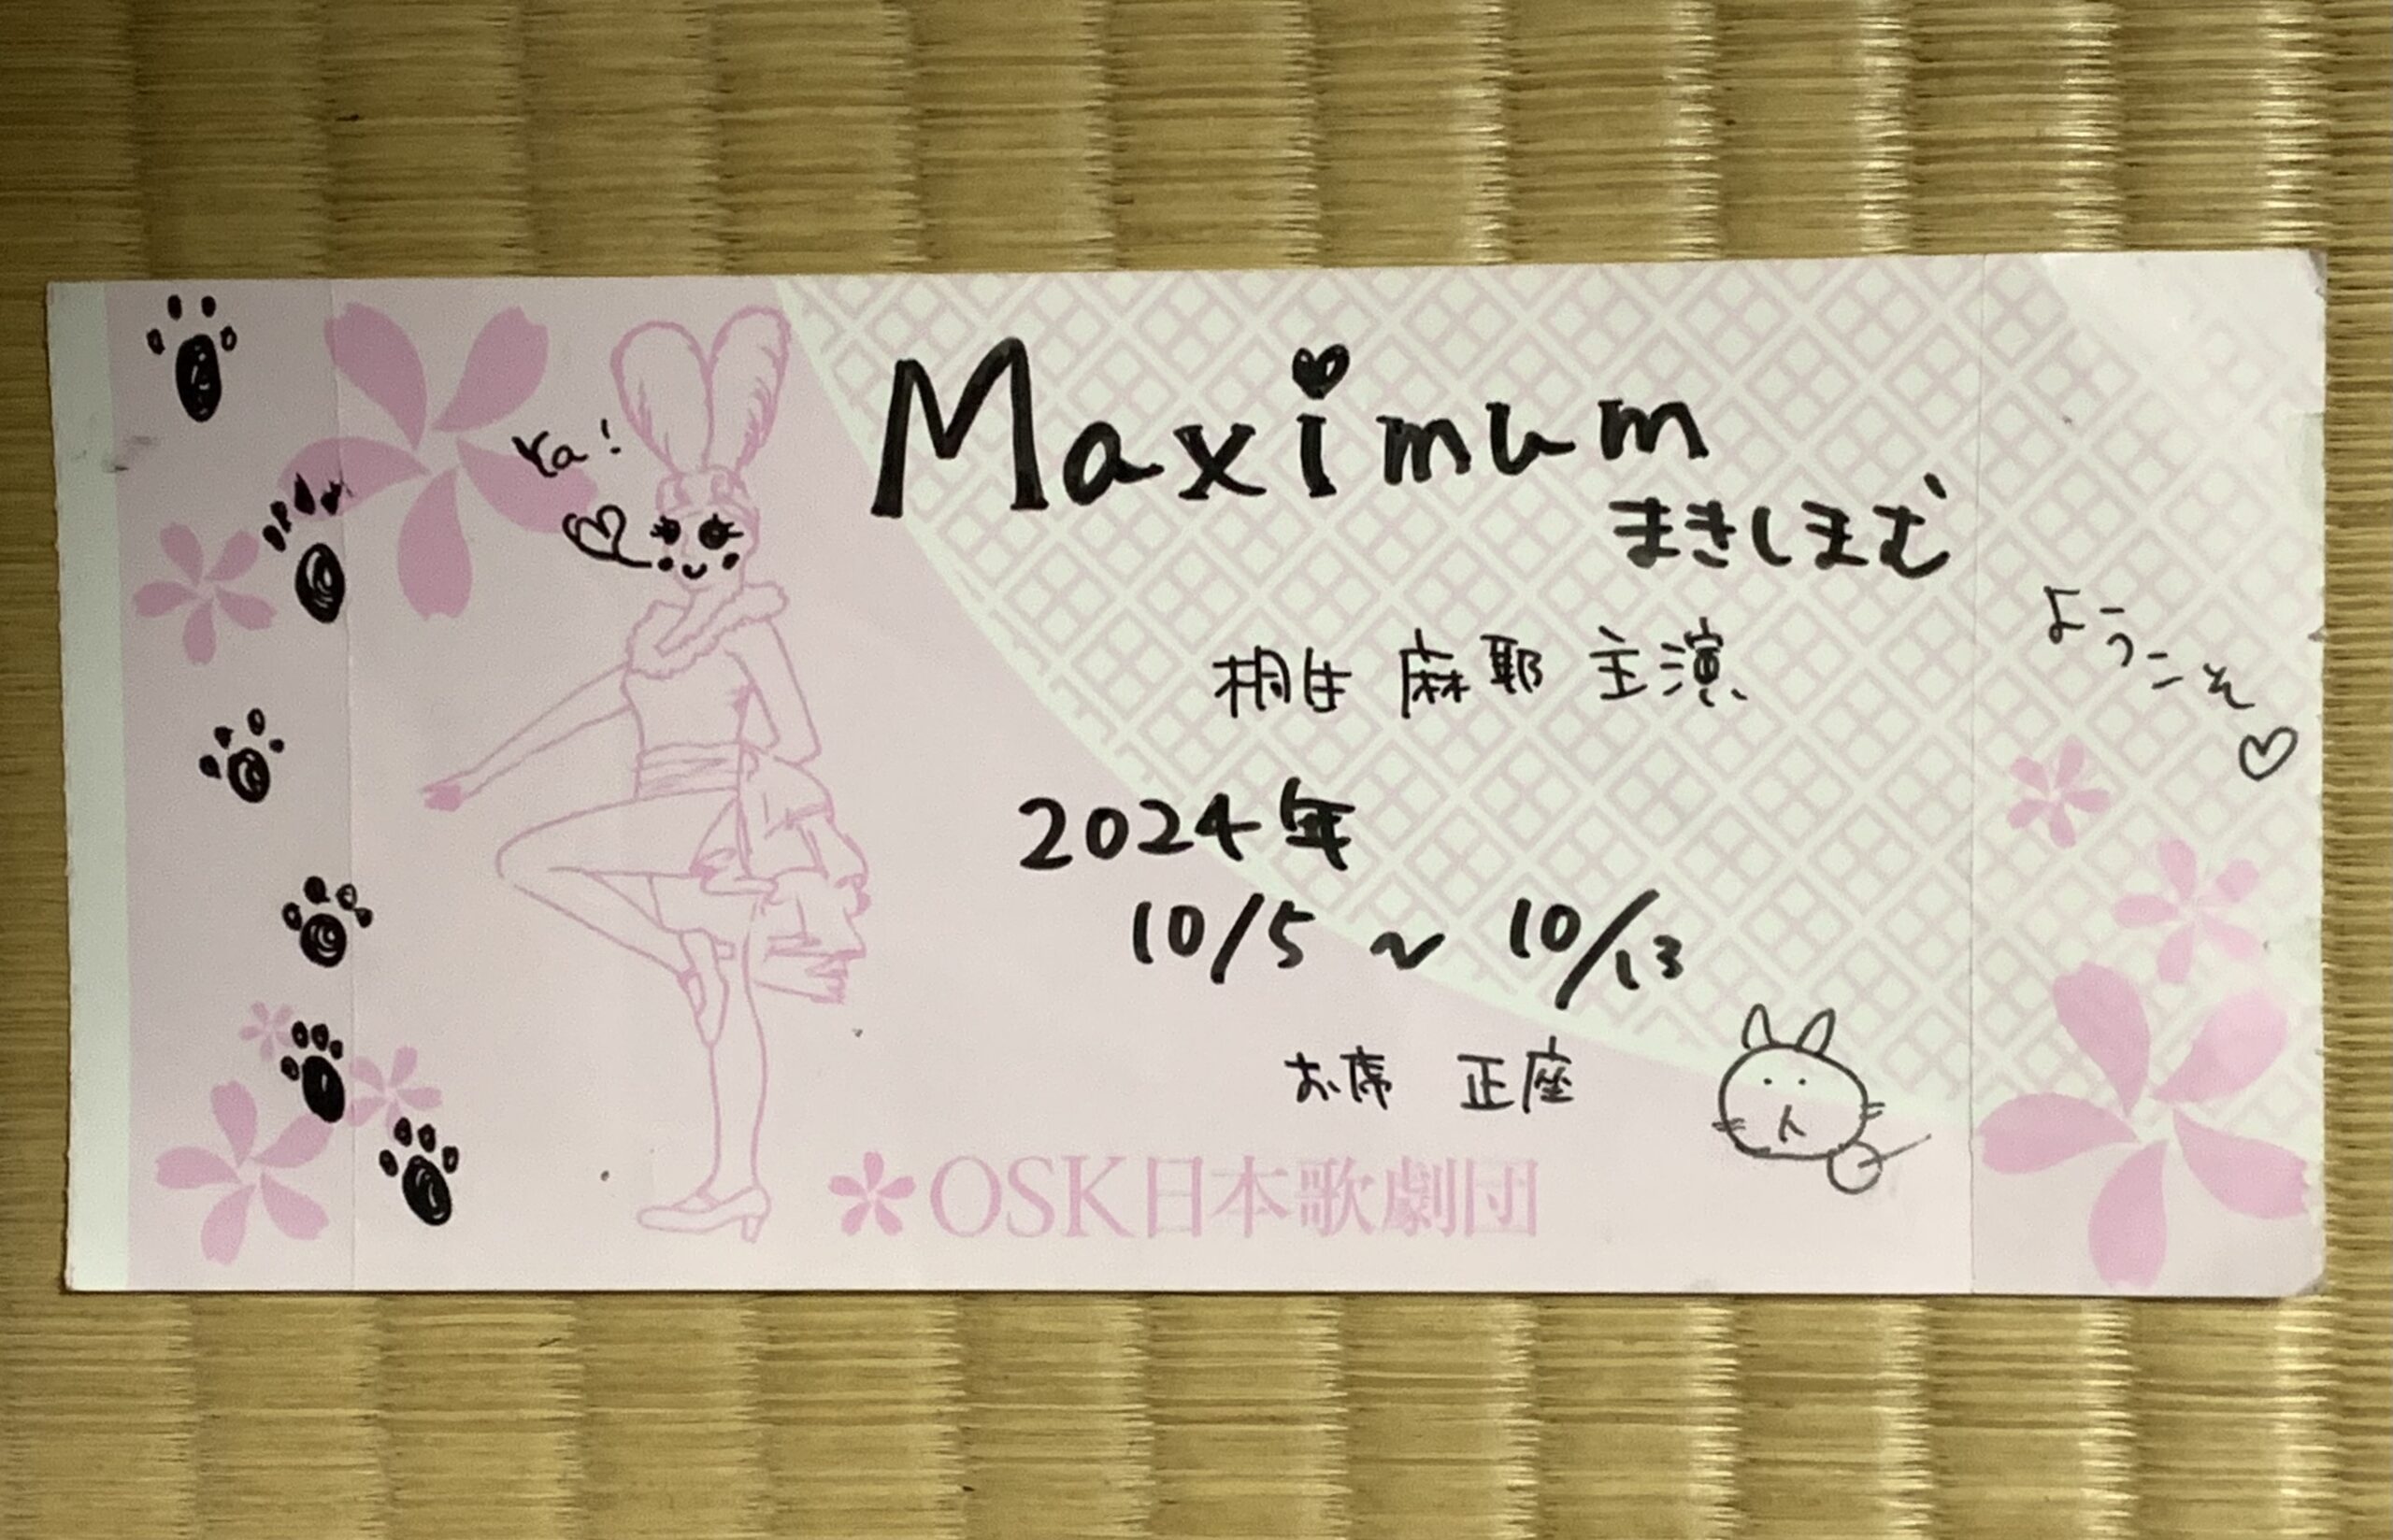 Ya!
Maximum
まきしまむ
桐生 麻耶 主演
ようこそ
2024年
10/5 ~ 10/13
お席 正座
OSK日本歌劇団